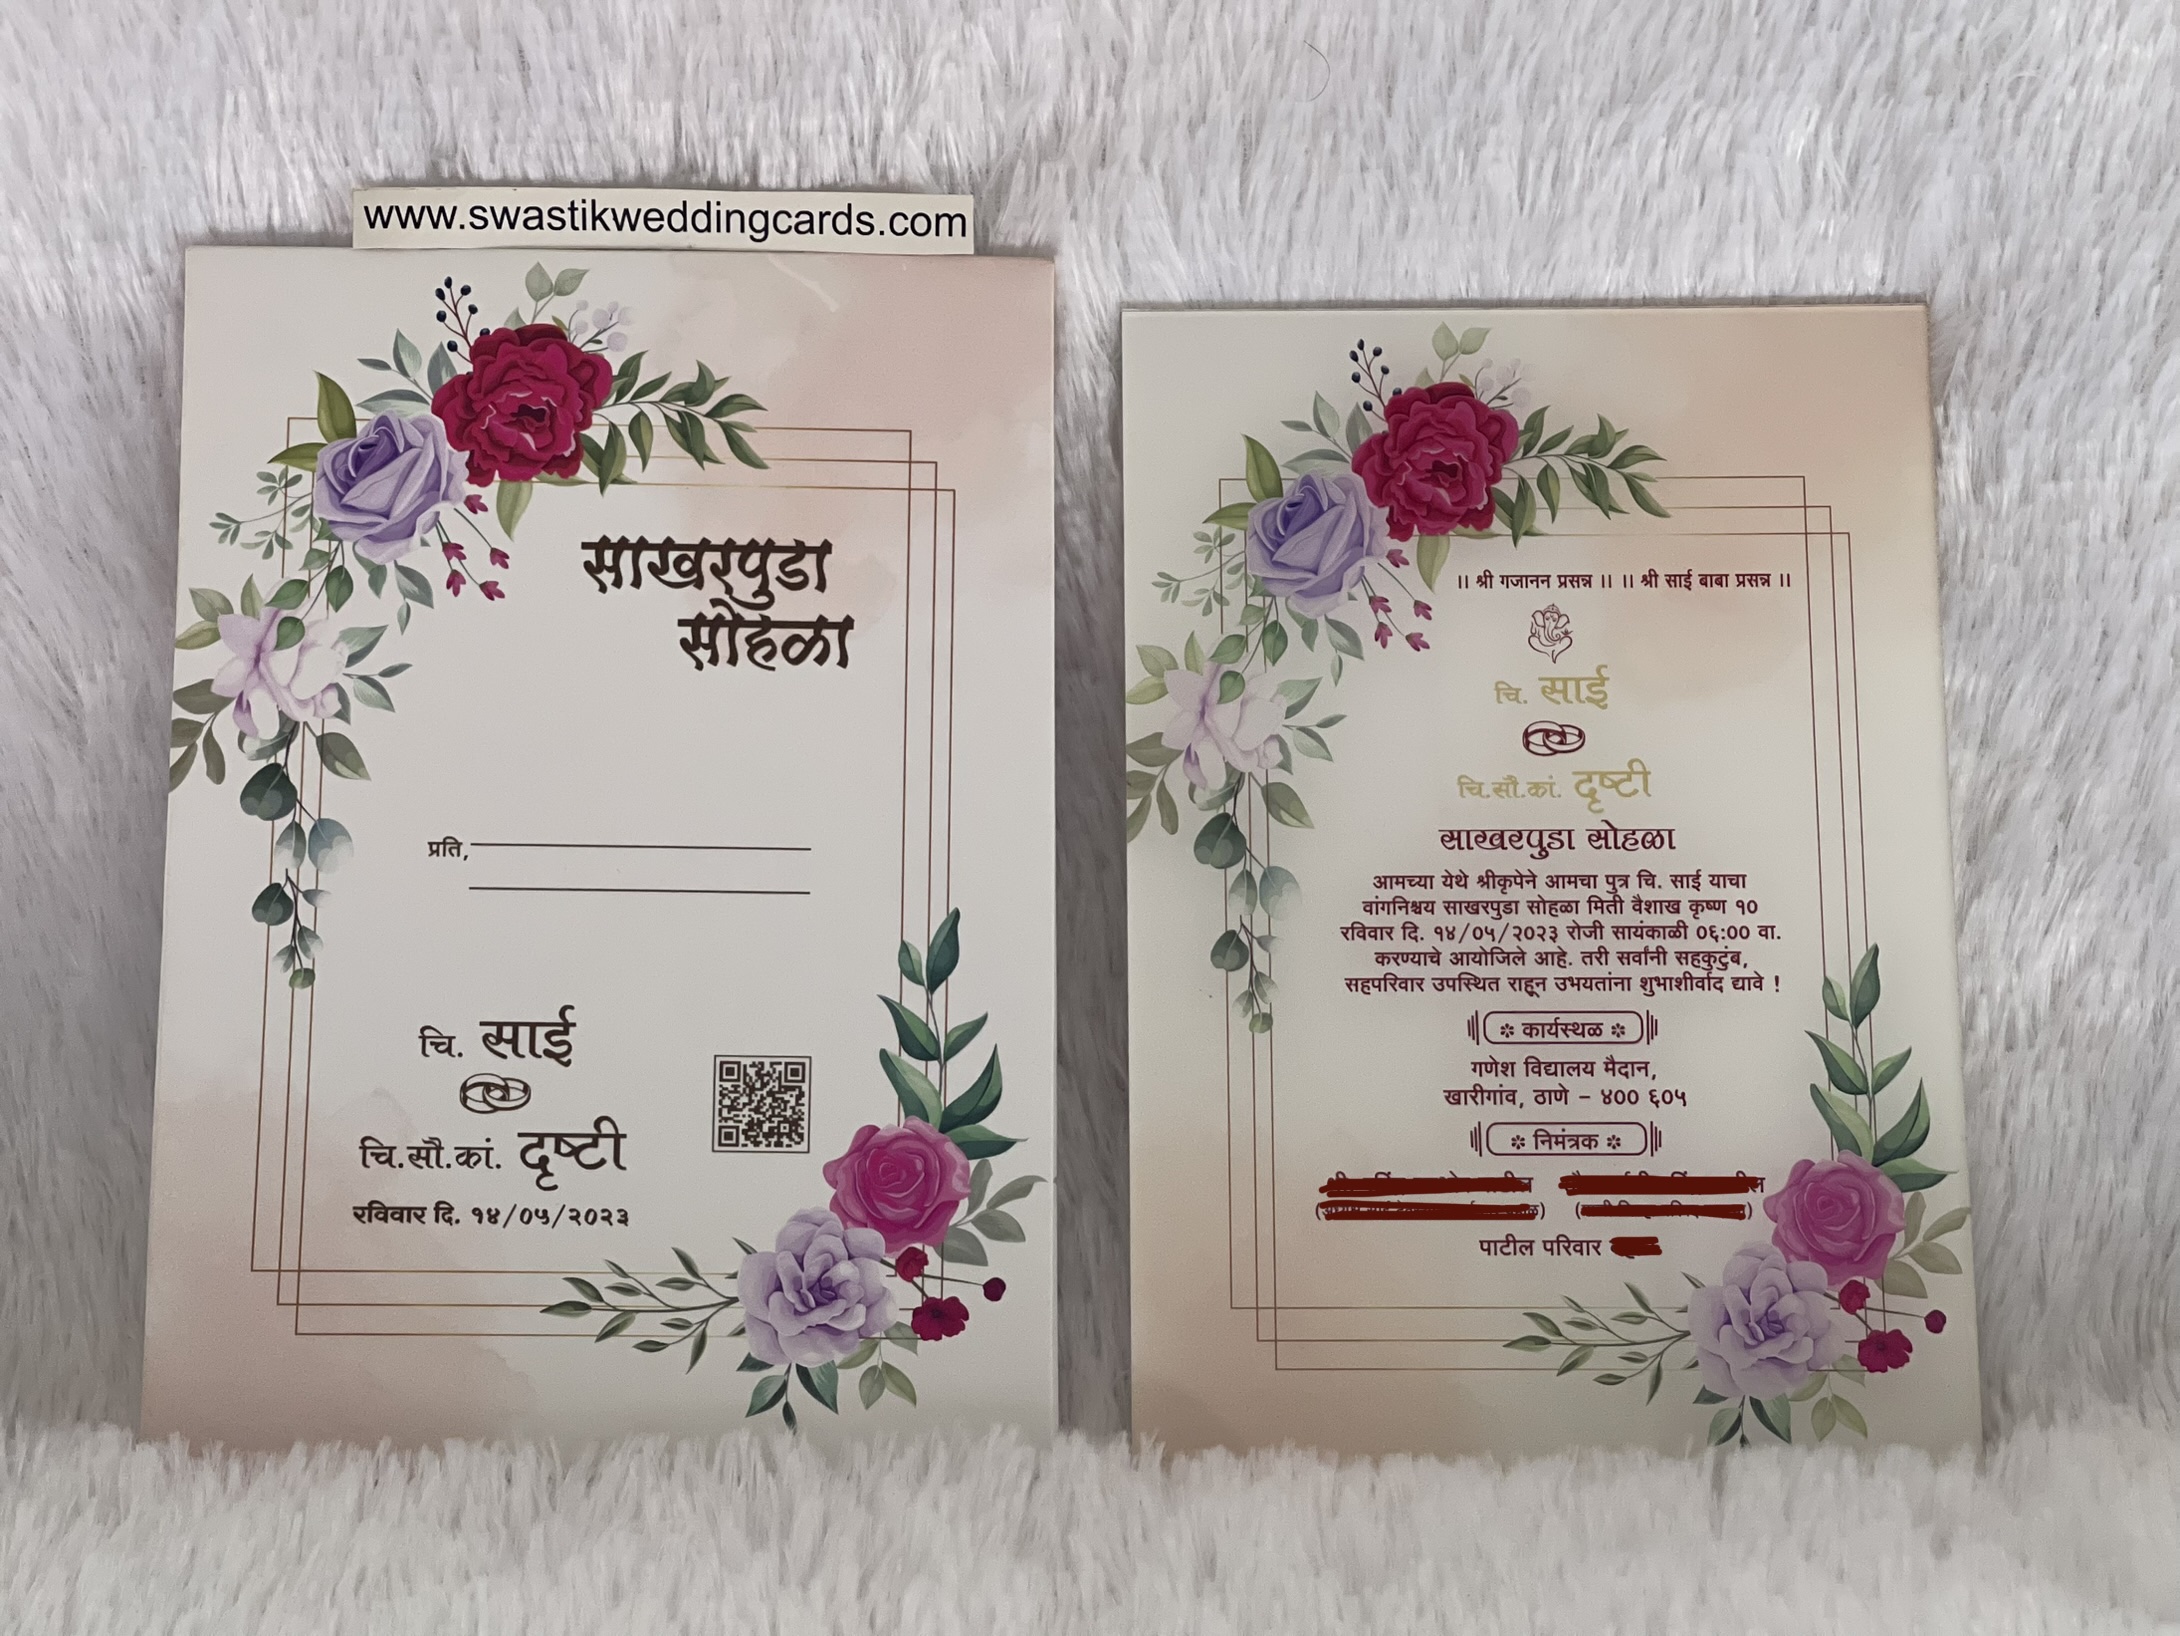 www.swastikweddingcards.com
साखरपुडा
सोहळा
प्रति,
चि. साई
चि.सौ.कां. दृष्टी
रविवार दि. १४/०५/२०२३
।। श्री गजानन प्रसन्न ।। ।। श्री साई बाबा प्रसन्न ।।
चि. साई
चि.सौ.कां. दृष्टी
साखरपुडा सोहळा
आमच्या येथे श्रीकृपेने आमचा पुत्र चि. साई याचा
वांगनिश्चय साखरपुडा सोहळा मिती वैशाख कृष्ण १०
रविवार दि. १४/०५/२०२३ रोजी सायंकाळी ०६:०० वा.
करण्याचे आयोजिले आहे. तरी सर्वांनी सहकुटुंब,
सहपरिवार उपस्थित राहून उभयतांना शुभाशीर्वाद द्यावे !
कार्यस्थळ
गणेश विद्यालय मैदान,
खारीगांव, ठाणे - ४०० ६०५
निमंत्रक
पाटील परिवार